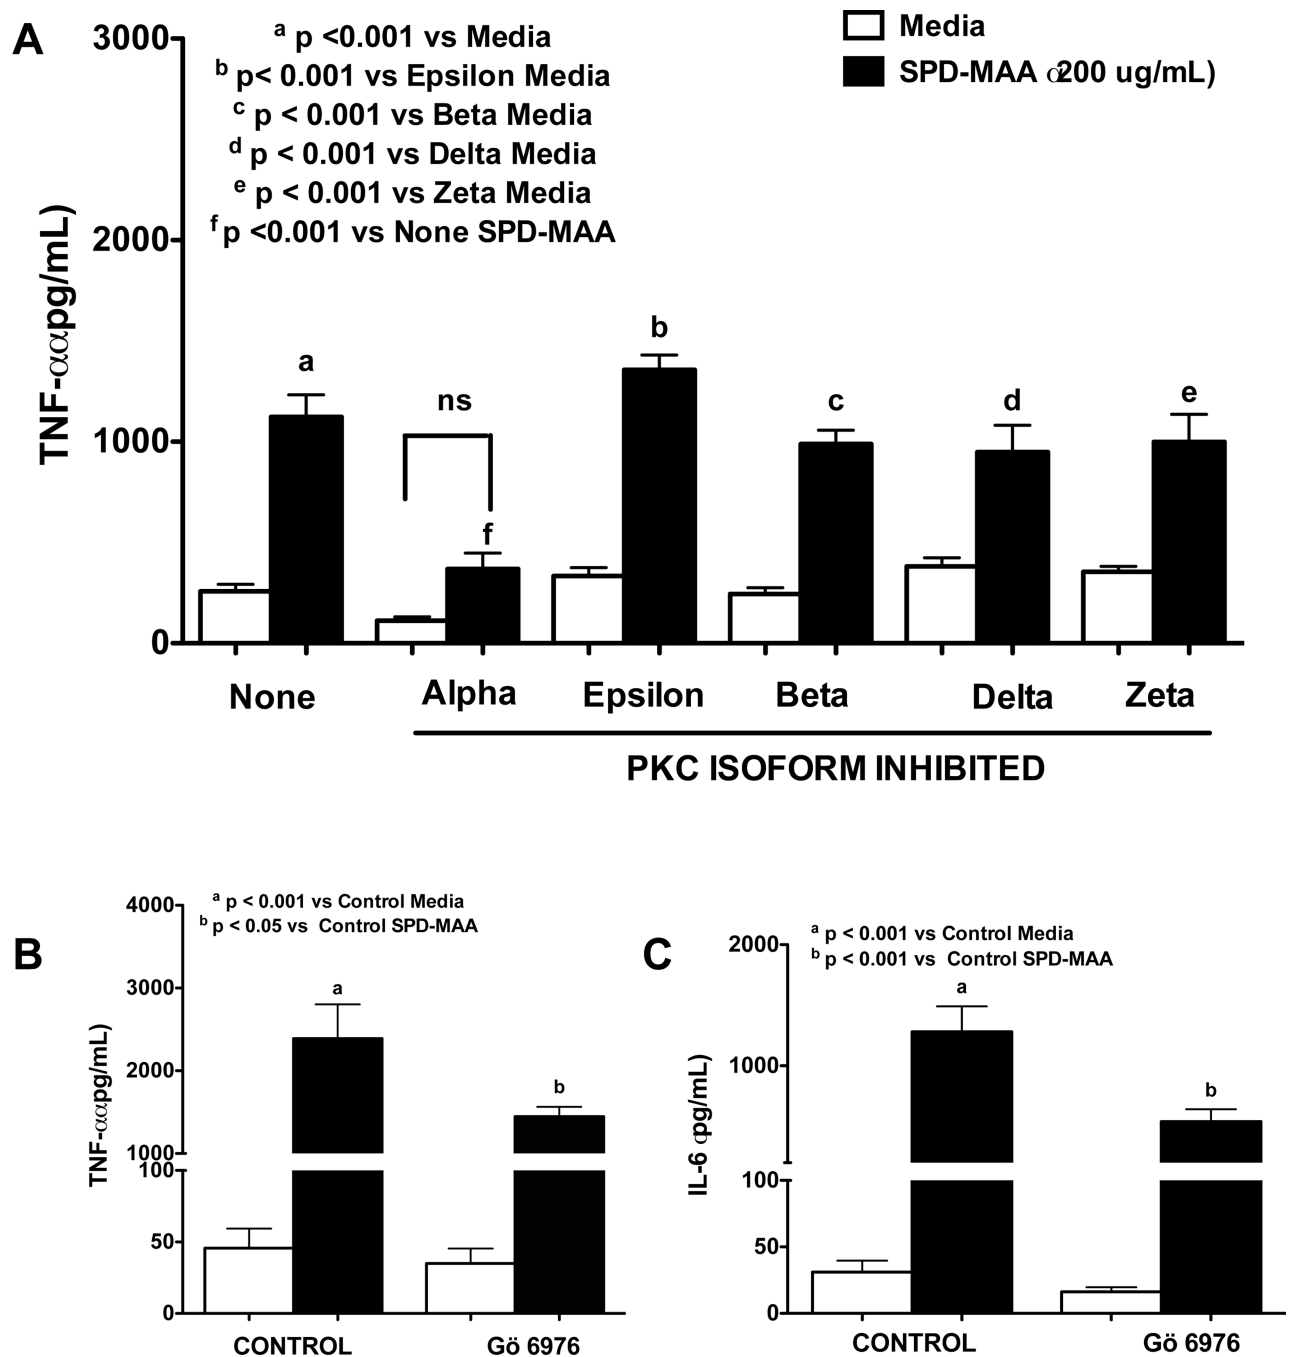 A
3000
2000
1000
0
TNF-ααpg/mL)
a p <0.001 vs Media
b p< 0.001 vs Epsilon Media
c p < 0.001 vs Beta Media
d p < 0.001 vs Delta Media
e p < 0.001 vs Zeta Media
f p <0.001 vs None SPD-MAA
Media
SPD-MAA α200 ug/mL)
a
ns
f
b
c
d
e
None
Alpha
Epsilon
Beta
Delta
Zeta
PKC ISOFORM INHIBITED
B
4000
3000
2000
1000
100
50
0
TNF-ααpg/mL)
a p < 0.001 vs Control Media
b p < 0.05 vs Control SPD-MAA
a
b
CONTROL
Gö 6976
C
2000
1000
100
50
0
IL-6 αpg/mL)
a p < 0.001 vs Control Media
b p < 0.001 vs Control SPD-MAA
a
b
CONTROL
Gö 6976